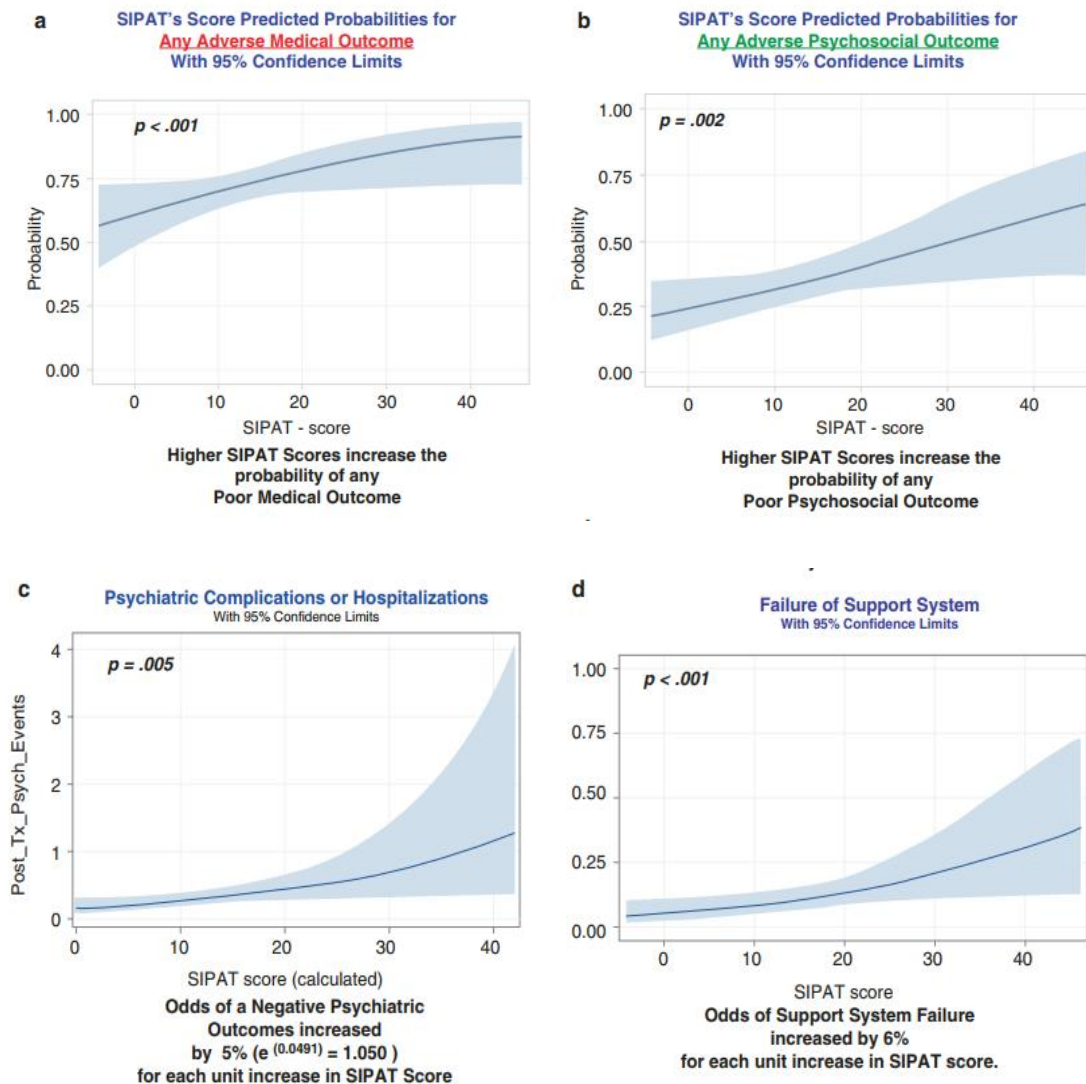 a
SIPAT's Score Predicted Probabilities for
Any Adverse Medical Outcome
With 95% Confidence Limits
p < .001
1.00
0.75
0.50
0.25
0.00
Probability
0 10 20 30 40
SIPAT - score
Higher SIPAT Scores increase the
probability of any
Poor Medical Outcome
b
SIPAT's Score Predicted Probabilities for
Any Adverse Psychosocial Outcome
With 95% Confidence Limits
p = .002
1.00
0.75
0.50
0.25
0.00
Probability
0 10 20 30 40
SIPAT - score
Higher SIPAT Scores increase the
probability of any
Poor Psychosocial Outcome
c
Psychiatric Complications or Hospitalizations
With 95% Confidence Limits
p = .005
4
3
2
1
0
Post_Tx_Psych_Events
0 10 20 30 40
SIPAT score (calculated)
Odds of a Negative Psychiatric
Outcomes increased
by 5% (e (0.0491) = 1.050 )
for each unit increase in SIPAT Score
d
Failure of Support System
With 95% Confidence Limits
p < .001
1.00
0.75
0.50
0.25
0.00
0 10 20 30 40
SIPAT score
Odds of Support System Failure
increased by 6%
for each unit increase in SIPAT score.